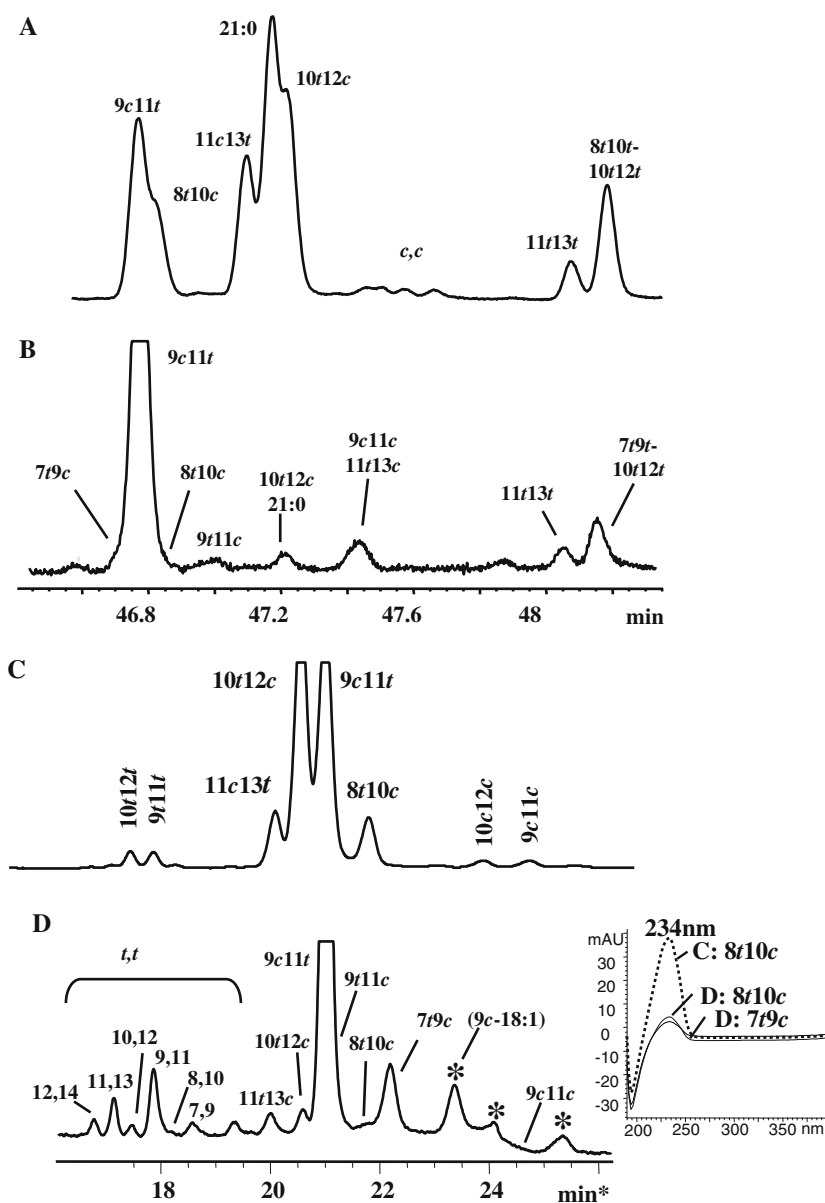 A
21:0
10t12c
9c11t
11c13t
8t10c
8t10t-
10t12t
c,c
11t13t
B
9c11t
7t9c
8t10c
9t11c
10t12c
21:0
9c11c
11t13c
11t13t
7t9t-
10t12t
46.8 47.2 47.6 48 min
C
10t12c 9c11t
10t12t
9t11t
11c13t
8t10c
10c12c
9c11c
D
t,t
9c11t
9t11c
10t12c
8t10c
7t9c
(9c-18:1)
* * *
9c11c
12,14
11,13
10,12
9,11
8,10
7,9
11t13c
18 20 22 24 min*
234nm
mAU
C: 8t10c
D: 8t10c
D: 7t9c
30
20
10
0
-10
-20
-30
200 250 300 350 nm